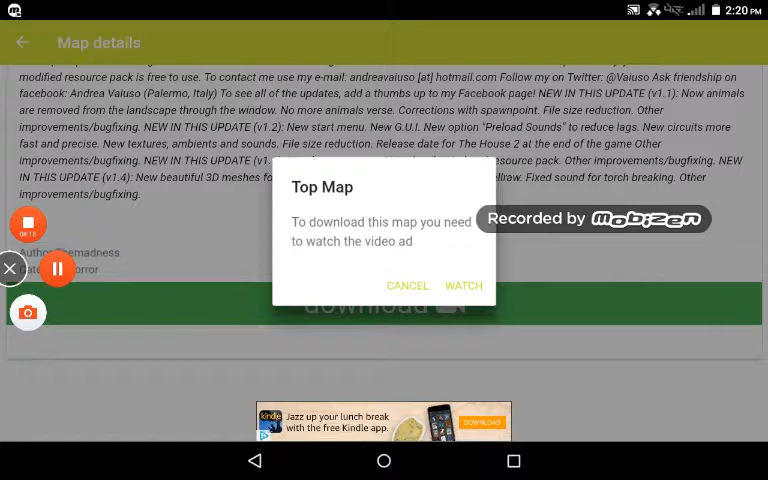 2:20 PM
Map details
modified resource pack is free to use. To contact me use my e-mail: andreavaiuso [at] hotmail.com Follow my on Twitter: @Vaiuso Ask friendship on
facebook: Andrea Vaiuso (Palermo, Italy) To see all of the updates, add a thumbs up to my Facebook page! NEW IN THIS UPDATE (v1.1): Now animals
are removed from the landscape through the window. No more animals verse. Corrections with spawnpoint. File size reduction. Other
improvements/bugfixing. NEW IN THIS UPDATE (v1.2): New start menu. New G.U.I. New option "Preload Sounds" to reduce lags. New circuits more
fast and precise. New textures, ambients and sounds. File size reduction. Release date for The House 2 at the end of the game Other
improvements/bugfixing. NEW IN THIS UPDATE (v1. esource pack. Other improvements/bugfixing. NEW
IN THIS UPDATE (v1.4): New beautiful 3D meshes fo ellraw. Fixed sound for torch breaking. Other
improvements/bugfixing.
Top Map
To download this map you need
to watch the video ad
CANCEL WATCH
Recorded by mobizen
04:15
Author Themadness
Date orror
download
kindle
Jazz up your lunch break
with the free Kindle app.
DOWNLOAD